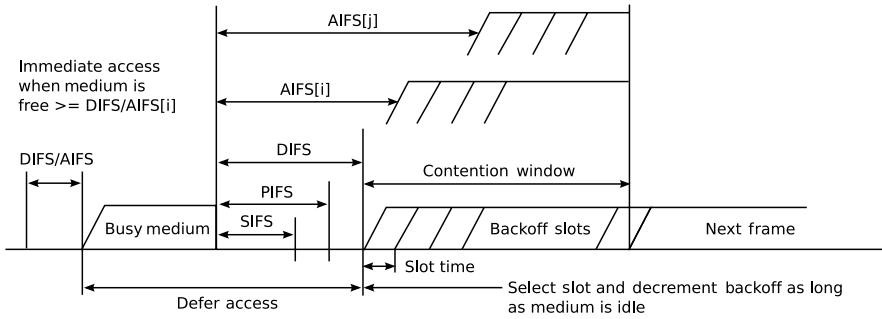 AIFS[j]
Immediate access
when medium is
free >= DIFS/AIFS[i]
AIFS[i]
DIFS/AIFS
DIFS
Contention window
PIFS
Busy medium
SIFS
Backoff slots
Next frame
Slot time
Defer access
Select slot and decrement backoff as long
as medium is idle